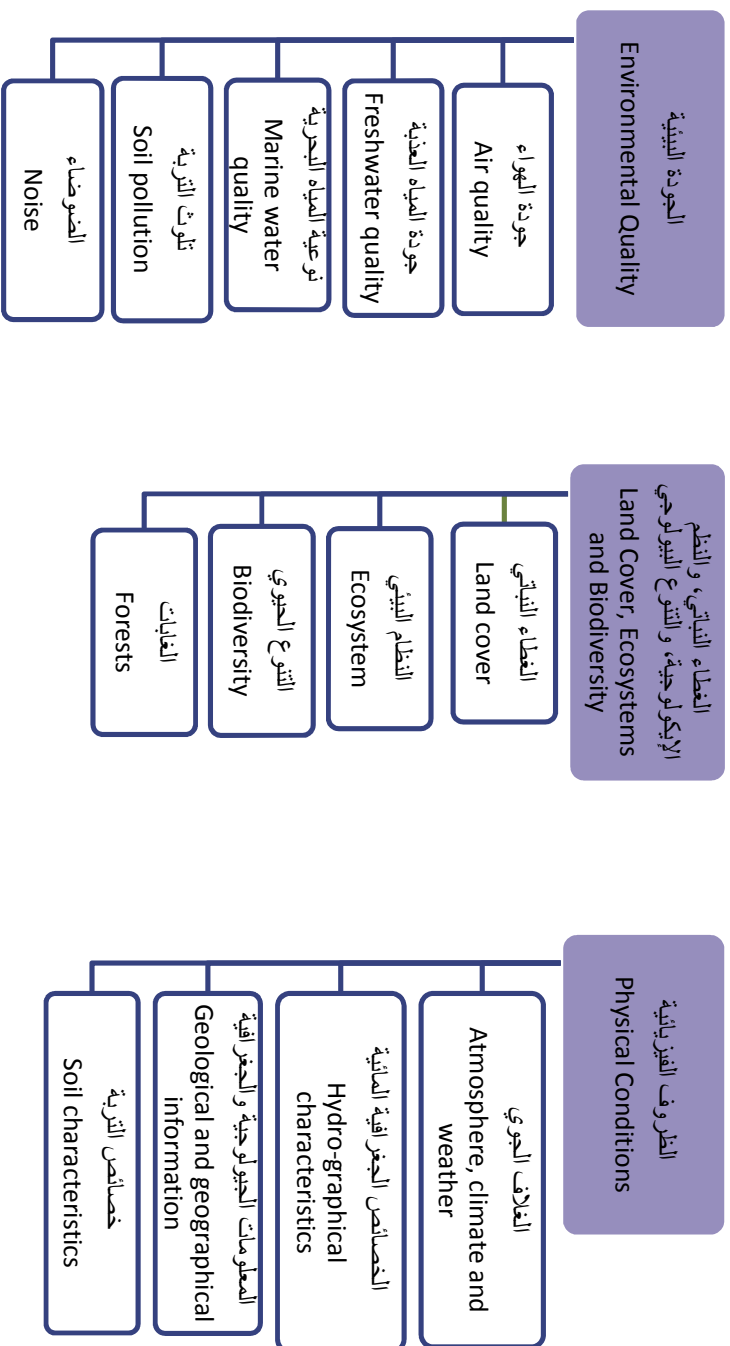 الجودة البيئية
Environmental Quality
جودة الهواء
Air quality
جودة المياه العذبة
Freshwater quality
نوعية المياه البحرية
Marine water
quality
تلوث التربة
Soil pollution
الضوضاء
Noise
الغطاء النباتي، والنظم
الإيكولوجية، والتنوع البيولوجي
Land Cover, Ecosystems
and Biodiversity
الغطاء النباتي
Land cover
النظام البيئي
Ecosystem
التنوع الحيوي
Biodiversity
الغابات
Forests
الظروف الفيزيائية
Physical Conditions
الغلاف الجوي
Atmosphere, climate and
weather
الخصائص الجغرافية المائية
Hydro-graphical
characteristics
المعلومات الجيولوجية والجغرافية
Geological and geographical
information
خصائص التربة
Soil characteristics